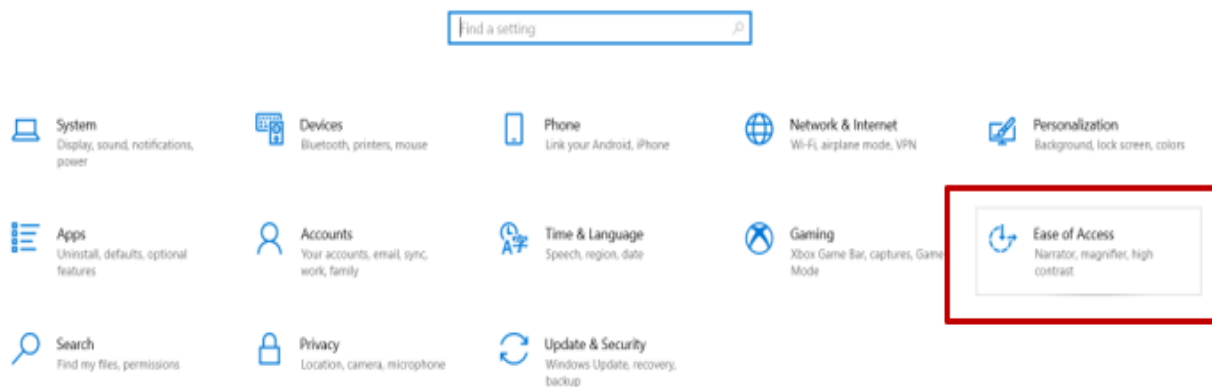 Find a setting
System
Display, sound, notifications,
power
Devices
Bluetooth, printers, mouse
Phone
Link your Android, iPhone
Network & Internet
Wi-Fi, airplane mode, VPN
Personalization
Background, lock screen, colors
Apps
Uninstall, defaults, optional
features
Accounts
Your accounts, email, sync,
work, family
Time & Language
Speech, region, date
Gaming
Xbox Game Bar, captures, Game
Mode
Ease of Access
Narrator, magnifier, high
contrast
Search
Find my files, permissions
Privacy
Location, camera, microphone
Update & Security
Windows Update, recovery,
backup